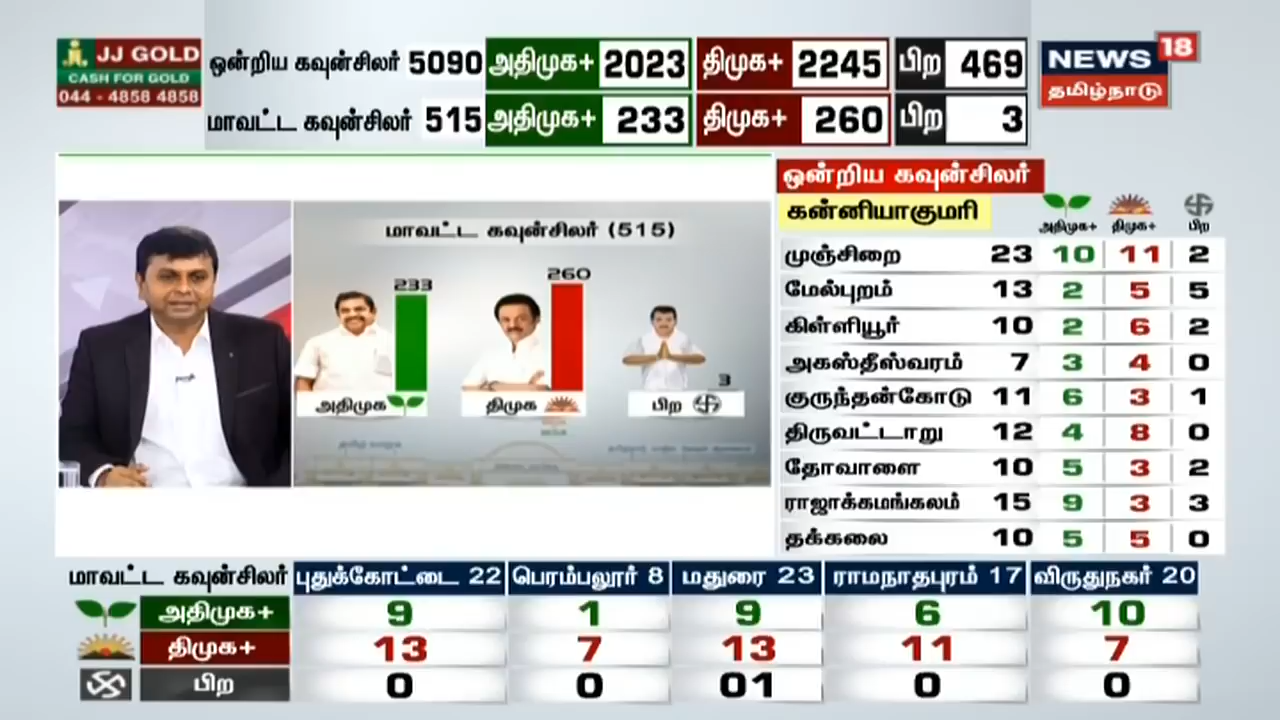 JJ GOLD
CASH FOR GOLD
044 - 4858 4858
ஒன்றிய கவுன்சிலர் 5090 அதிமுக+ 2023 திமுக+ 2245 பிற 469
மாவட்ட கவுன்சிலர் 515 அதிமுக+ 233 திமுக+ 260 பிற 3
NEWS 18
தமிழ்நாடு
மாவட்ட கவுன்சிலர் (515)
233 260 3
அதிமுக திமுக பிற
ஒன்றிய கவுன்சிலர்
கன்னியாகுமரி அதிமுக+ திமுக+ பிற
முஞ்சிறை 23 10 11 2
மேல்புறம் 13 2 5 5
கிள்ளியூர் 10 2 6 2
அகஸ்தீஸ்வரம் 7 3 4 0
குருந்தன்கோடு 11 6 3 1
திருவட்டாறு 12 4 8 0
தோவாளை 10 5 3 2
ராஜாக்கமங்கலம் 15 9 3 3
தக்கலை 10 5 5 0
மாவட்ட கவுன்சிலர் புதுக்கோட்டை 22 பெரம்பலூர் 8 மதுரை 23 ராமநாதபுரம் 17 விருதுநகர் 20
அதிமுக+ 9 1 9 6 10
திமுக+ 13 7 13 11 7
பிற 0 0 01 0 0